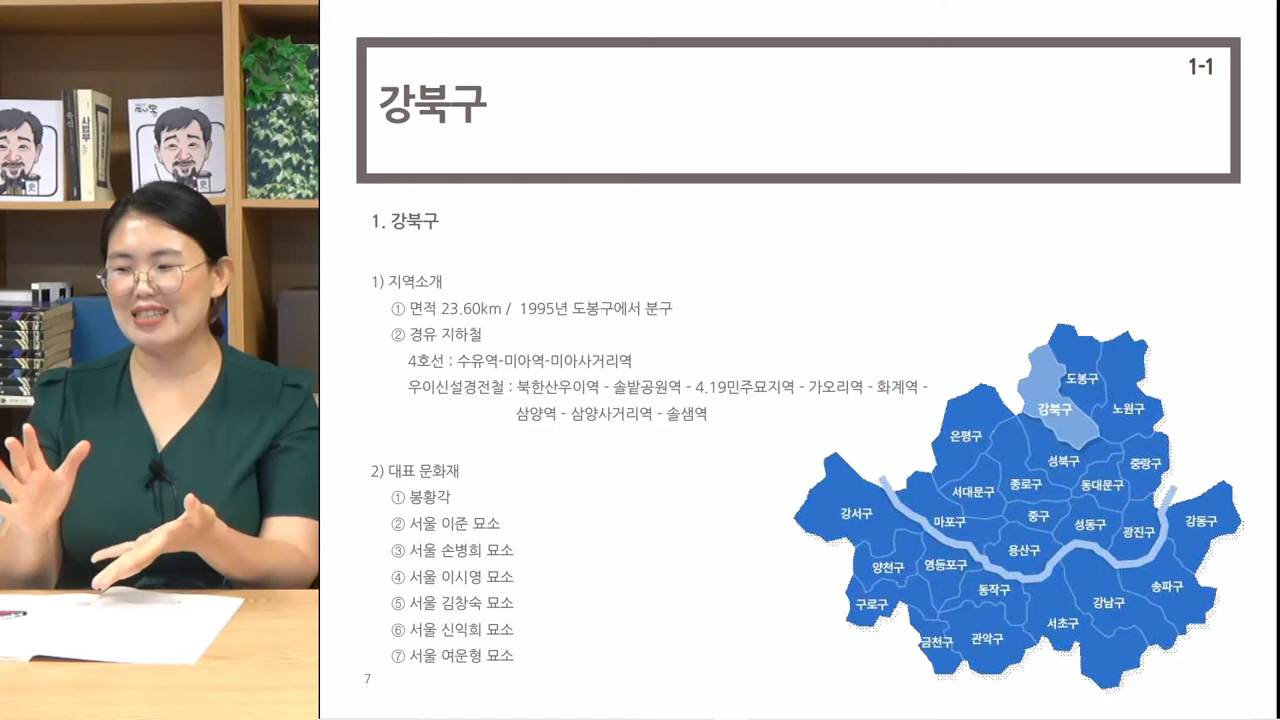 사법부
1-1
강북구
1. 강북구
1) 지역소개
① 면적 23.60km / 1995년 도봉구에서 분구
② 경유 지하철
4호선 : 수유역-미아역-미아사거리역
우이신설경전철 : 북한산우이역 - 솔밭공원역 - 4.19민주묘지역 - 가오리역 - 화계역 -
삼양역 - 삼양사거리역 - 솔샘역
2) 대표 문화재
① 봉황각
② 서울 이준 묘소
③ 서울 손병희 묘소
④ 서울 이시영 묘소
⑤ 서울 김창숙 묘소
⑥ 서울 신익희 묘소
⑦ 서울 여운형 묘소
7
도봉구
강북구
노원구
은평구
성북구
중랑구
서대문구
종로구
동대문구
강서구
마포구
중구
성동구
광진구
강동구
용산구
양천구
영등포구
동작구
송파구
구로구
강남구
서초구
금천구
관악구
史
史